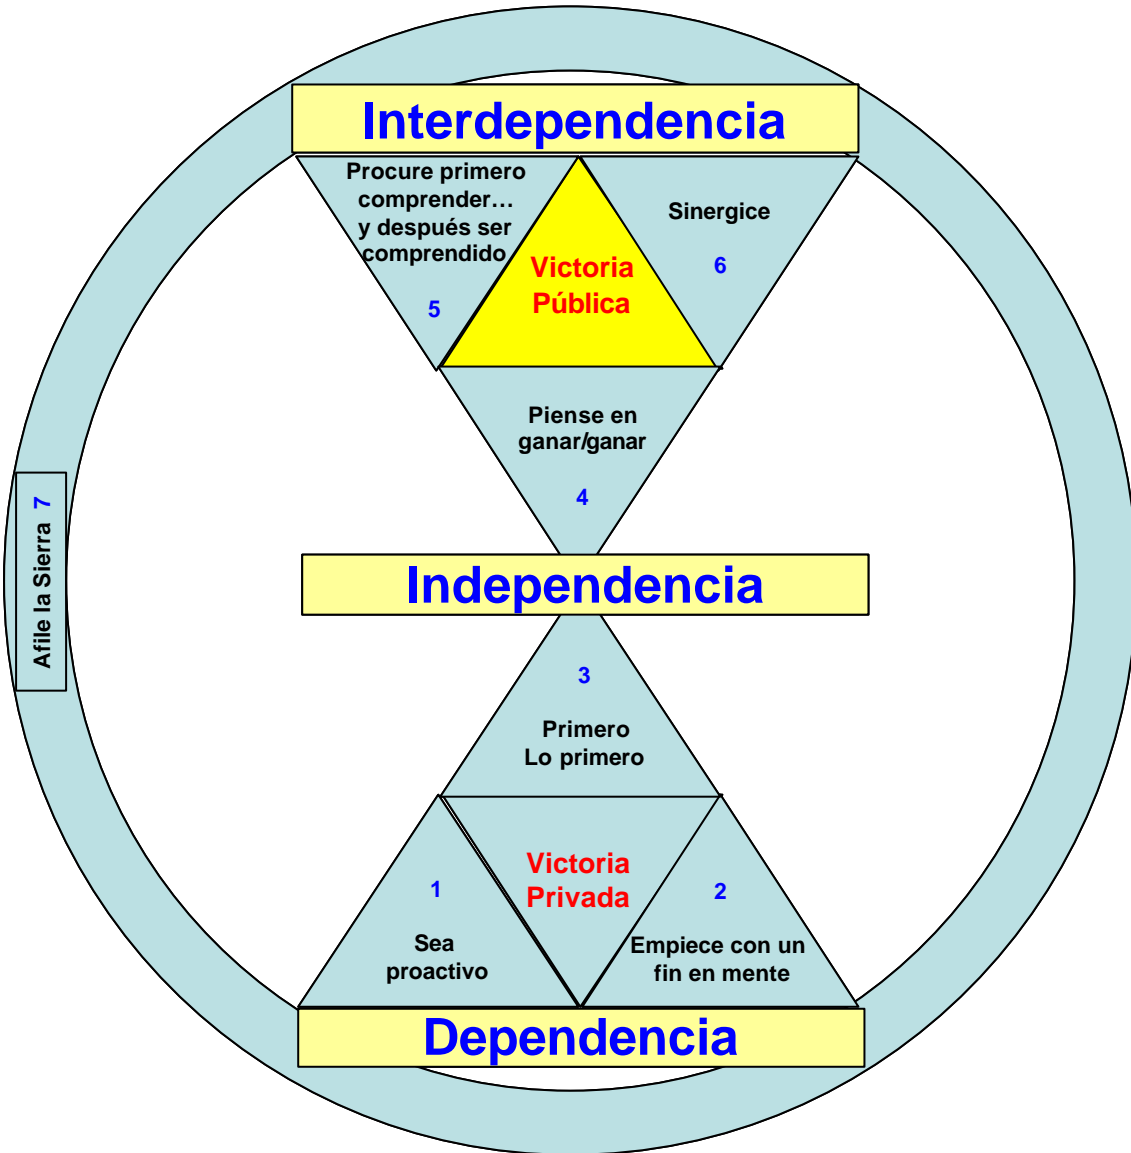 Interdependencia
Procure primero
comprender…
y después ser
comprendido
5
Victoria
Pública
Sinergice
6
Piense en
ganar/ganar
4
Afile la Sierra 7
Independencia
3
Primero
Lo primero
Victoria
Privada
1
Sea
proactivo
2
Empiece con un
fin en mente
Dependencia